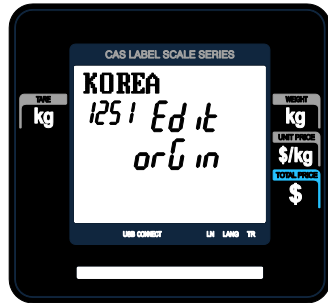 CAS LABEL SCALE SERIES
KOREA
1251 Edit
orGin
TARE
kg
WEIGHT
kg
UNIT PRICE
$/kg
TOTAL PRICE
$
USB CONNECT LN LANG TR